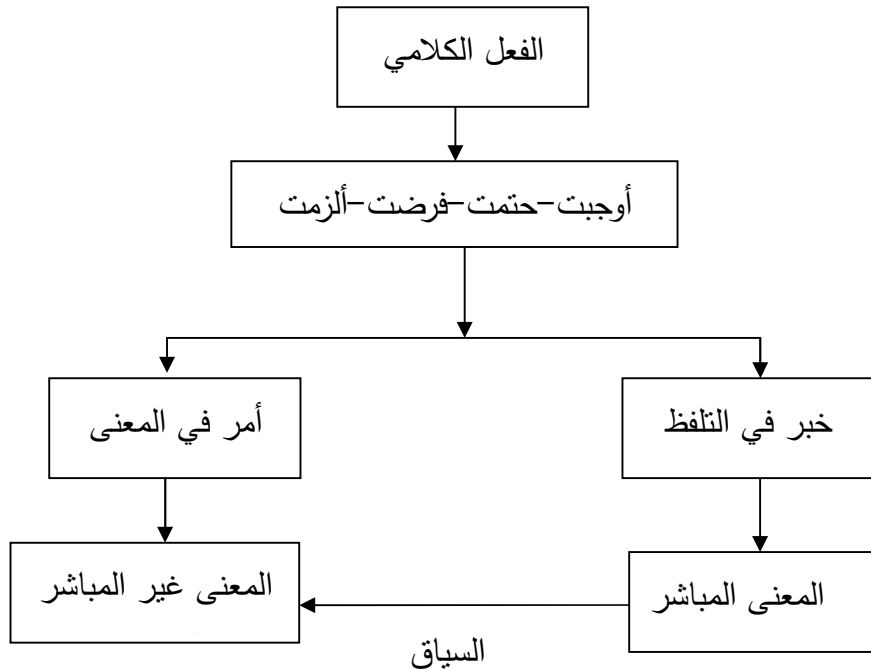 الفعل الكلامي
أوجبت-حتمت-فرضت-ألزمت
خبر في التلفظ
أمر في المعنى
المعنى المباشر
المعنى غير المباشر
السياق